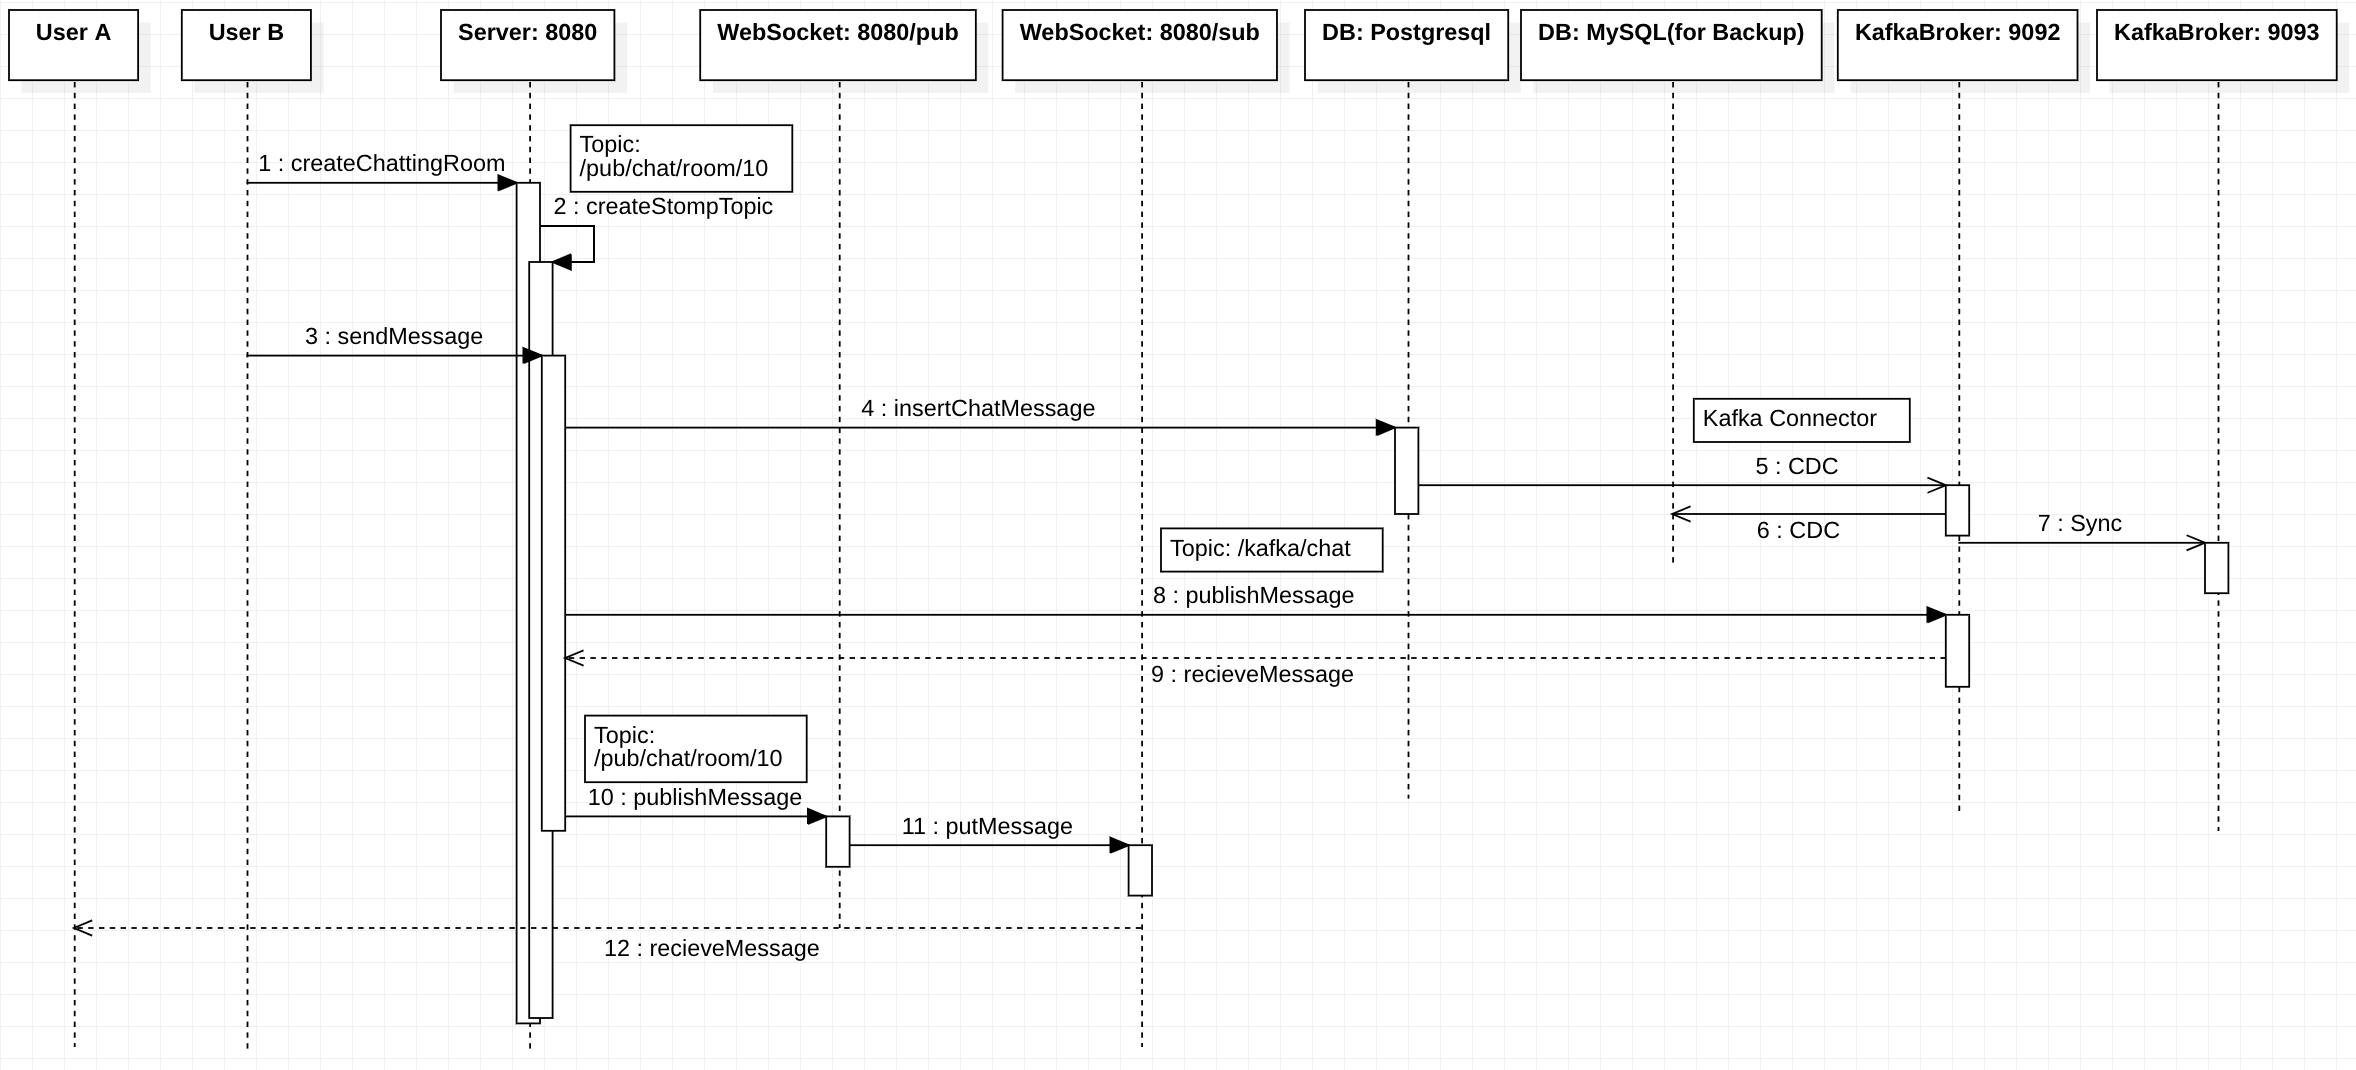 User A
User B
Server: 8080
WebSocket: 8080/pub
WebSocket: 8080/sub
DB: Postgresql
DB: MySQL(for Backup)
KafkaBroker: 9092
KafkaBroker: 9093
Topic:
/pub/chat/room/10
1 : createChattingRoom
2 : createStompTopic
3 : sendMessage
4 : insertChatMessage
Kafka Connector
5 : CDC
6 : CDC
7 : Sync
Topic: /kafka/chat
8 : publishMessage
9 : recieveMessage
Topic:
/pub/chat/room/10
10 : publishMessage
11 : putMessage
12 : recieveMessage